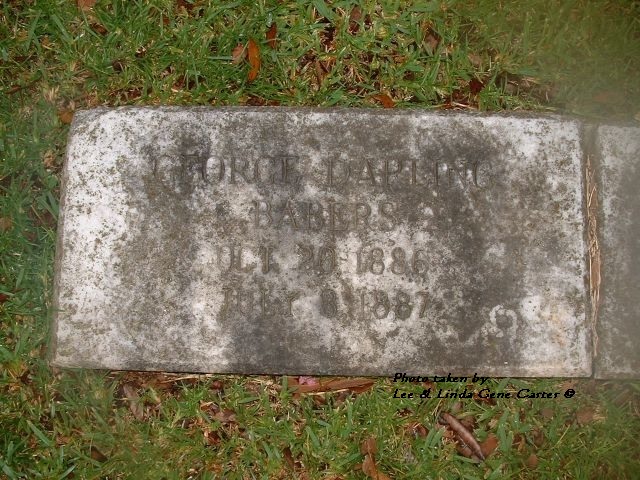 GEORGE DARLING
BABERS
OCT. 20, 1886
JULY 8, 1887
Photo taken by...
Lee & Linda Gene Carter ©